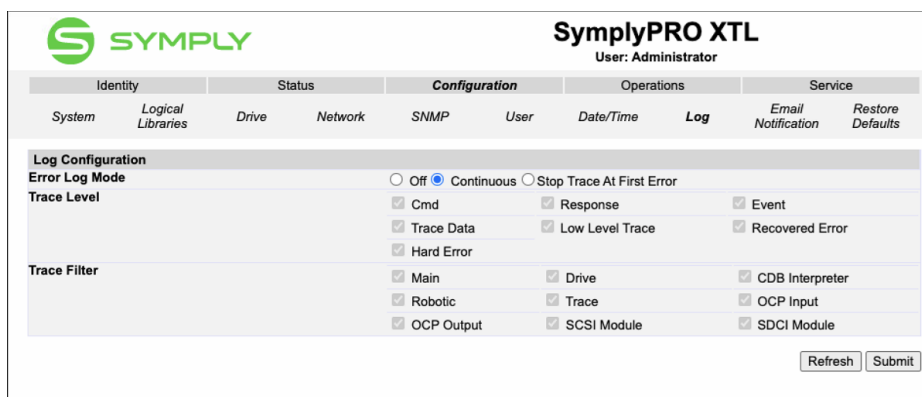 SYMPLY
SymplyPRO XTL
User: Administrator
Identity Status Configuration Operations Service
System Logical Libraries Drive Network SNMP User Date/Time Log Email Notification Restore Defaults
Log Configuration
Error Log Mode Off Continuous Stop Trace At First Error
Trace Level Cmd Response Event
Trace Data Low Level Trace Recovered Error
Hard Error
Trace Filter Main Drive CDB Interpreter
Robotic Trace OCP Input
OCP Output SCSI Module SDCI Module
Refresh Submit